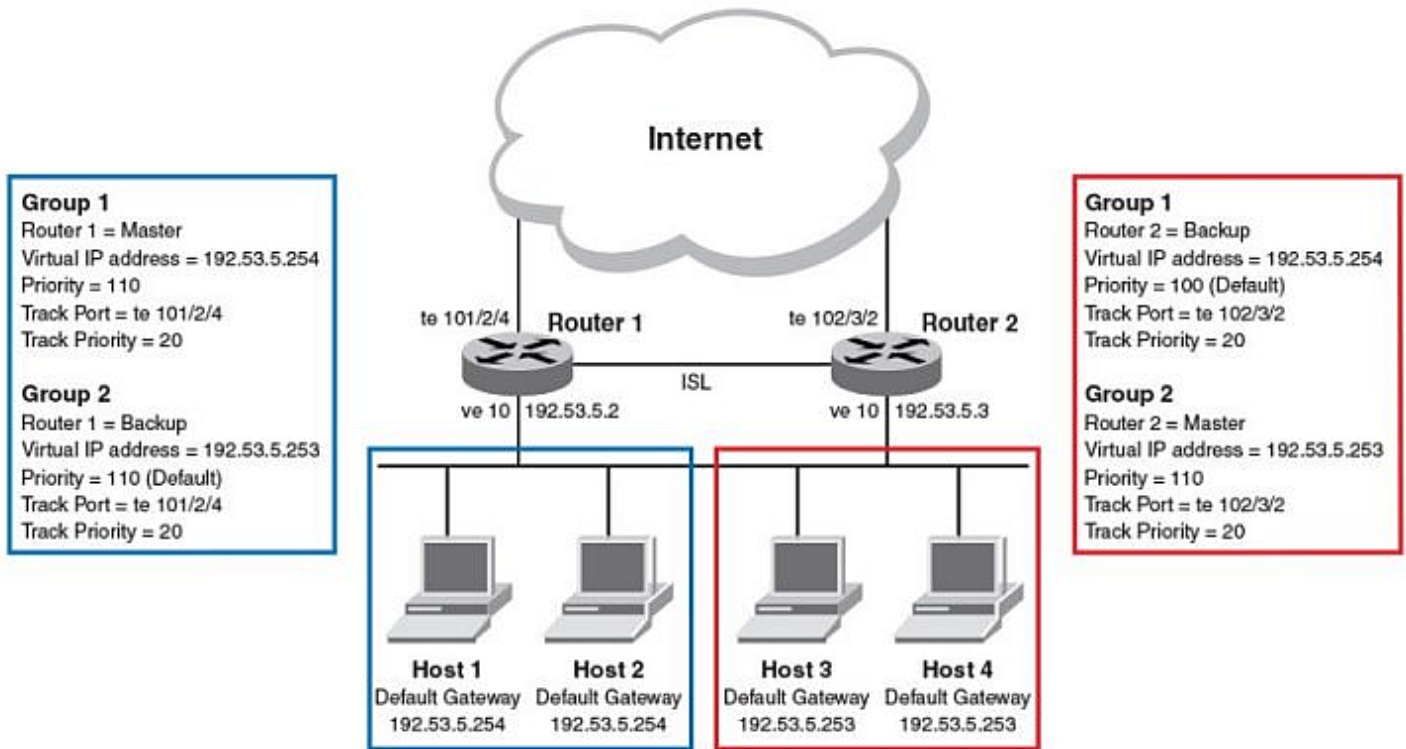 Internet
Group 1
Router 1 = Master
Virtual IP address = 192.53.5.254
Priority = 110
Track Port = te 101/2/4
Track Priority = 20
Group 2
Router 1 = Backup
Virtual IP address = 192.53.5.253
Priority = 110 (Default)
Track Port = te 101/2/4
Track Priority = 20
Group 1
Router 2 = Backup
Virtual IP address = 192.53.5.254
Priority = 100 (Default)
Track Port = te 102/3/2
Track Priority = 20
Group 2
Router 2 = Master
Virtual IP address = 192.53.5.253
Priority = 110
Track Port = te 102/3/2
Track Priority = 20
te 101/2/4
Router 1
te 102/3/2
Router 2
ISL
ve 10
192.53.5.2
ve 10
192.53.5.3
Host 1
Default Gateway
192.53.5.254
Host 2
Default Gateway
192.53.5.254
Host 3
Default Gateway
192.53.5.253
Host 4
Default Gateway
192.53.5.253